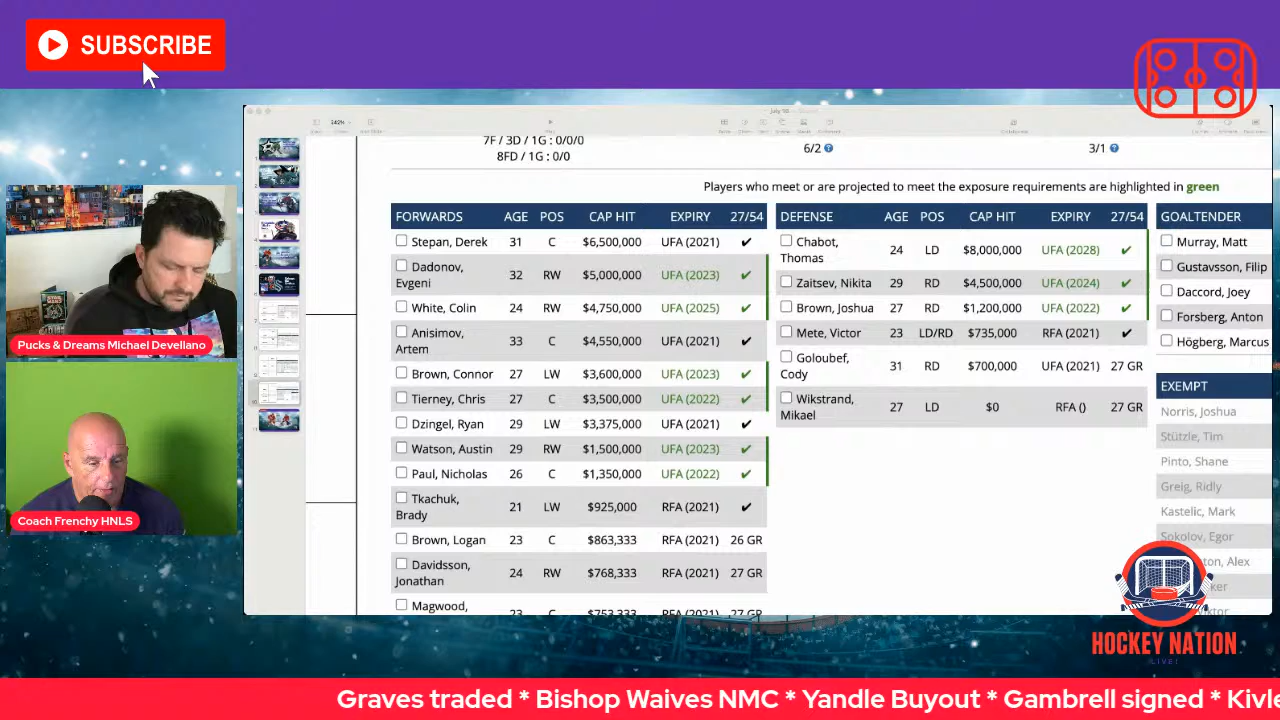 SUBSCRIBE
342%
7F / 3D / 1G : 0/0/0
8FD / 1G : 0/0
6/2
3/1
Players who meet or are projected to meet the exposure requirements are highlighted in green
FORWARDS AGE POS CAP HIT EXPIRY 27/54
Stepan, Derek 31 C $6,500,000 UFA (2021) ✔
Dadonov, Evgeni 32 RW $5,000,000 UFA (2023) ✔
White, Colin 24 RW $4,750,000 UFA (2025) ✔
Anisimov, Artem 33 C $4,550,000 UFA (2021) ✔
Brown, Connor 27 LW $3,600,000 UFA (2023) ✔
Tierney, Chris 27 C $3,500,000 UFA (2022) ✔
Dzingel, Ryan 29 LW $3,375,000 UFA (2021) ✔
Watson, Austin 29 RW $1,500,000 UFA (2023) ✔
Paul, Nicholas 26 C $1,350,000 UFA (2022) ✔
Tkachuk, Brady 21 LW $925,000 RFA (2021) ✔
Brown, Logan 23 C $863,333 RFA (2021) 26 GR
Davidsson, Jonathan 24 RW $768,333 RFA (2021) 27 GR
Magwood, 23 C $753,333 RFA (2021) 27 GR
DEFENSE AGE POS CAP HIT EXPIRY 27/54
Chabot, Thomas 24 LD $8,000,000 UFA (2028) ✔
Zaitsev, Nikita 29 RD $4,500,000 UFA (2024) ✔
Brown, Joshua 27 RD $1,200,000 UFA (2022) ✔
Mete, Victor 23 LD/RD $735,000 RFA (2021) ✔
Goloubef, Cody 31 RD $700,000 UFA (2021) 27 GR
Wikstrand, Mikael 27 LD $0 RFA () 27 GR
GOALTENDER
Murray, Matt
Gustavsson, Filip
Daccord, Joey
Forsberg, Anton
Högberg, Marcus
EXEMPT
Norris, Joshua
Stützle, Tim
Pinto, Shane
Greig, Ridly
Kastelic, Mark
Sokolov, Egor
Alex
Pucks & Dreams Michael Devellano
Coach Frenchy HNLS
HOCKEY NATION
LIVE!
Graves traded * Bishop Waives NMC * Yandle Buyout * Gambrell signed * Kivle